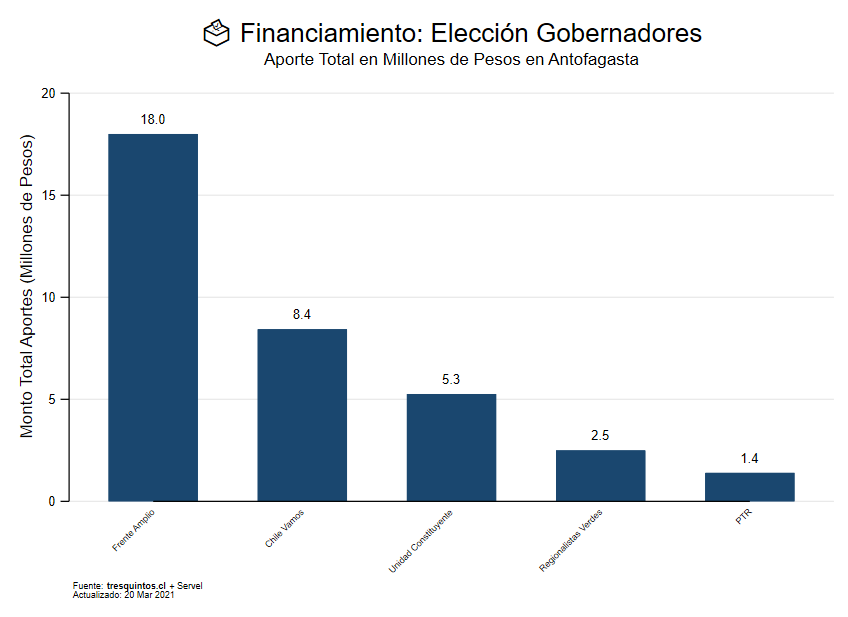 Financiamiento: Elección Gobernadores
Aporte Total en Millones de Pesos en Antofagasta
Monto Total Aportes (Millones de Pesos)
20
15
10
5
0
18.0
8.4
5.3
2.5
1.4
Frente Amplio
Chile Vamos
Unidad Constituyente
Regionalistas Verdes
PTR
Fuente: tresquintos.cl + Servel
Actualizado: 20 Mar 2021